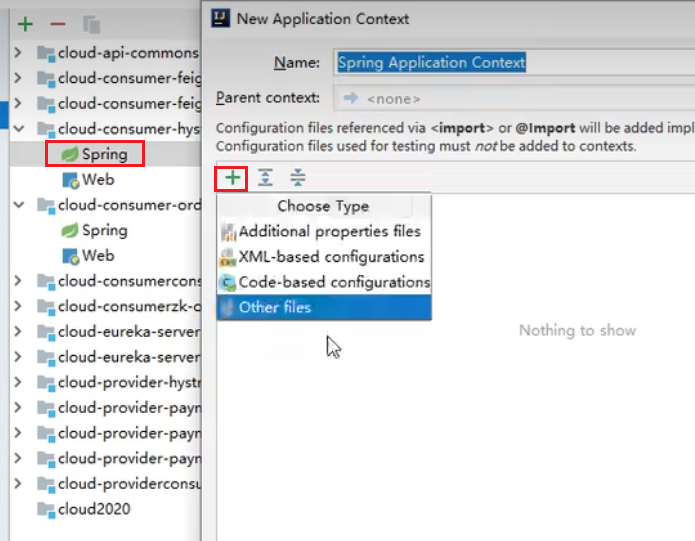 cloud-api-commons
cloud-consumer-feig
cloud-consumer-feig
cloud-consumer-hys
Spring
Web
cloud-consumer-ord
Spring
Web
cloud-consumercons
cloud-consumerzk-o
cloud-eureka-server
cloud-eureka-server
cloud-provider-hystr
cloud-provider-payn
cloud-provider-payn
cloud-provider-payn
cloud-providerconsu
cloud2020
IJ
New Application Context
Name:
Spring Application Context
Parent context:
<none>
Configuration files referenced via <import> or @Import will be added impl
Configuration files used for testing must not be added to contexts.
Choose Type
Additional properties files
XML-based configurations
Code-based configurations
Other files
Nothing to show